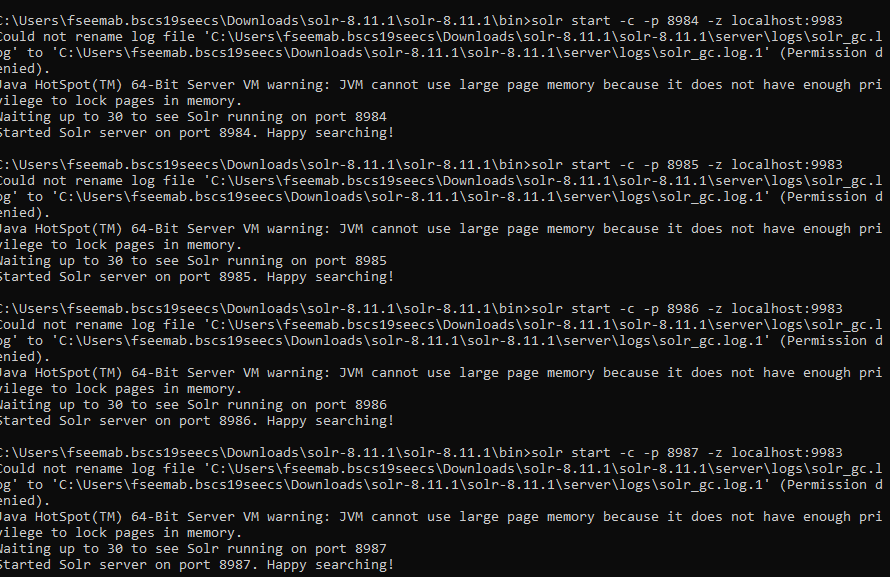 C:\Users\fseemab.bscs19seecs\Downloads\solr-8.11.1\solr-8.11.1\bin>solr start -c -p 8984 -z localhost:9983
Could not rename log file 'C:\Users\fseemab.bscs19seecs\Downloads\solr-8.11.1\solr-8.11.1\server\logs\solr_gc.l
og' to 'C:\Users\fseemab.bscs19seecs\Downloads\solr-8.11.1\solr-8.11.1\server\logs\solr_gc.log.1' (Permission d
enied).
Java HotSpot(TM) 64-Bit Server VM warning: JVM cannot use large page memory because it does not have enough pri
vilege to lock pages in memory.
Waiting up to 30 to see Solr running on port 8984
Started Solr server on port 8984. Happy searching!
C:\Users\fseemab.bscs19seecs\Downloads\solr-8.11.1\solr-8.11.1\bin>solr start -c -p 8985 -z localhost:9983
Could not rename log file 'C:\Users\fseemab.bscs19seecs\Downloads\solr-8.11.1\solr-8.11.1\server\logs\solr_gc.l
og' to 'C:\Users\fseemab.bscs19seecs\Downloads\solr-8.11.1\solr-8.11.1\server\logs\solr_gc.log.1' (Permission d
enied).
Java HotSpot(TM) 64-Bit Server VM warning: JVM cannot use large page memory because it does not have enough pri
vilege to lock pages in memory.
Waiting up to 30 to see Solr running on port 8985
Started Solr server on port 8985. Happy searching!
C:\Users\fseemab.bscs19seecs\Downloads\solr-8.11.1\solr-8.11.1\bin>solr start -c -p 8986 -z localhost:9983
Could not rename log file 'C:\Users\fseemab.bscs19seecs\Downloads\solr-8.11.1\solr-8.11.1\server\logs\solr_gc.l
og' to 'C:\Users\fseemab.bscs19seecs\Downloads\solr-8.11.1\solr-8.11.1\server\logs\solr_gc.log.1' (Permission d
enied).
Java HotSpot(TM) 64-Bit Server VM warning: JVM cannot use large page memory because it does not have enough pri
vilege to lock pages in memory.
Waiting up to 30 to see Solr running on port 8986
Started Solr server on port 8986. Happy searching!
C:\Users\fseemab.bscs19seecs\Downloads\solr-8.11.1\solr-8.11.1\bin>solr start -c -p 8987 -z localhost:9983
Could not rename log file 'C:\Users\fseemab.bscs19seecs\Downloads\solr-8.11.1\solr-8.11.1\server\logs\solr_gc.l
og' to 'C:\Users\fseemab.bscs19seecs\Downloads\solr-8.11.1\solr-8.11.1\server\logs\solr_gc.log.1' (Permission d
enied).
Java HotSpot(TM) 64-Bit Server VM warning: JVM cannot use large page memory because it does not have enough pri
vilege to lock pages in memory.
Waiting up to 30 to see Solr running on port 8987
Started Solr server on port 8987. Happy searching!